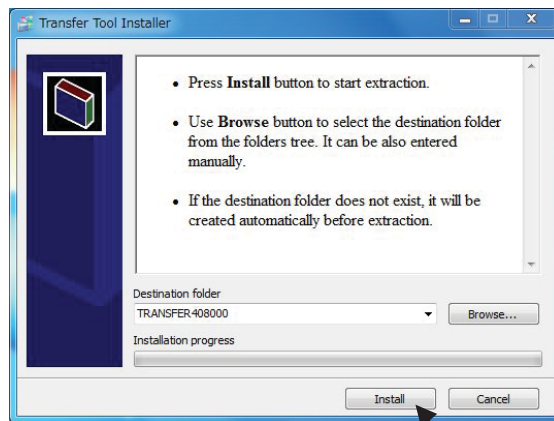 Transfer Tool Installer
• Press Install button to start extraction.
• Use Browse button to select the destination folder
from the folders tree. It can be also entered
manually.
• If the destination folder does not exist, it will be
created automatically before extraction.
Destination folder
TRANSFER408000
Browse...
Installation progress
Install
Cancel